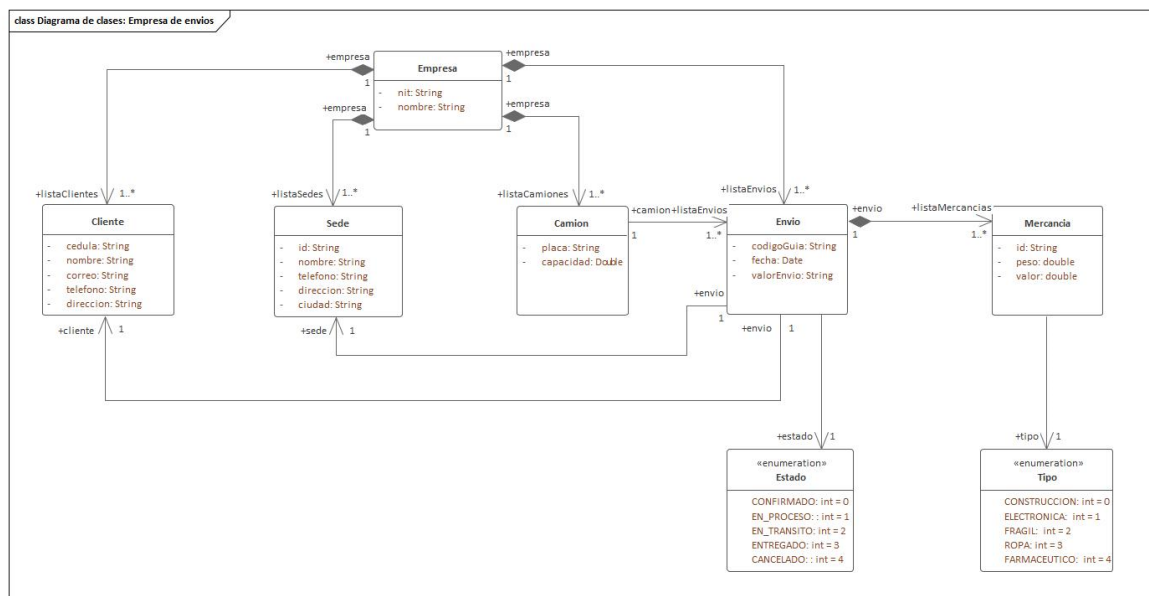 class Diagrama de clases: Empresa de envios
+empresa
1
+empresa
1
+empresa
1
+empresa
1
Empresa
- nit: String
- nombre: String
+listaClientes
1..*
+listaSedes
1..*
+listaCamiones
1..*
+listaEnvios
1..*
Cliente
- cedula: String
- nombre: String
- correo: String
- telefono: String
- direccion: String
Sede
- id: String
- nombre: String
- telefono: String
- direccion: String
- ciudad: String
Camion
- placa: String
- capacidad: Double
+camion
1
+listaEnvios
1..*
Envio
- codigoGuia: String
- fecha: Date
- valorEnvio: String
+envio
1
+listaMercancias
1..*
Mercancia
- id: String
- peso: double
- valor: double
+cliente
1
+sede
1
+envio
1
+envio
1
+estado
1
+tipo
1
«enumeration»
Estado
CONFIRMADO: int = 0
EN_PROCESO: : int = 1
EN_TRANSITO: int = 2
ENTREGADO: int = 3
CANCELADO: : int = 4
«enumeration»
Tipo
CONSTRUCCION: int = 0
ELECTRONICA: int = 1
FRAGIL: int = 2
ROPA: int = 3
FARMACEUTICO: int = 4